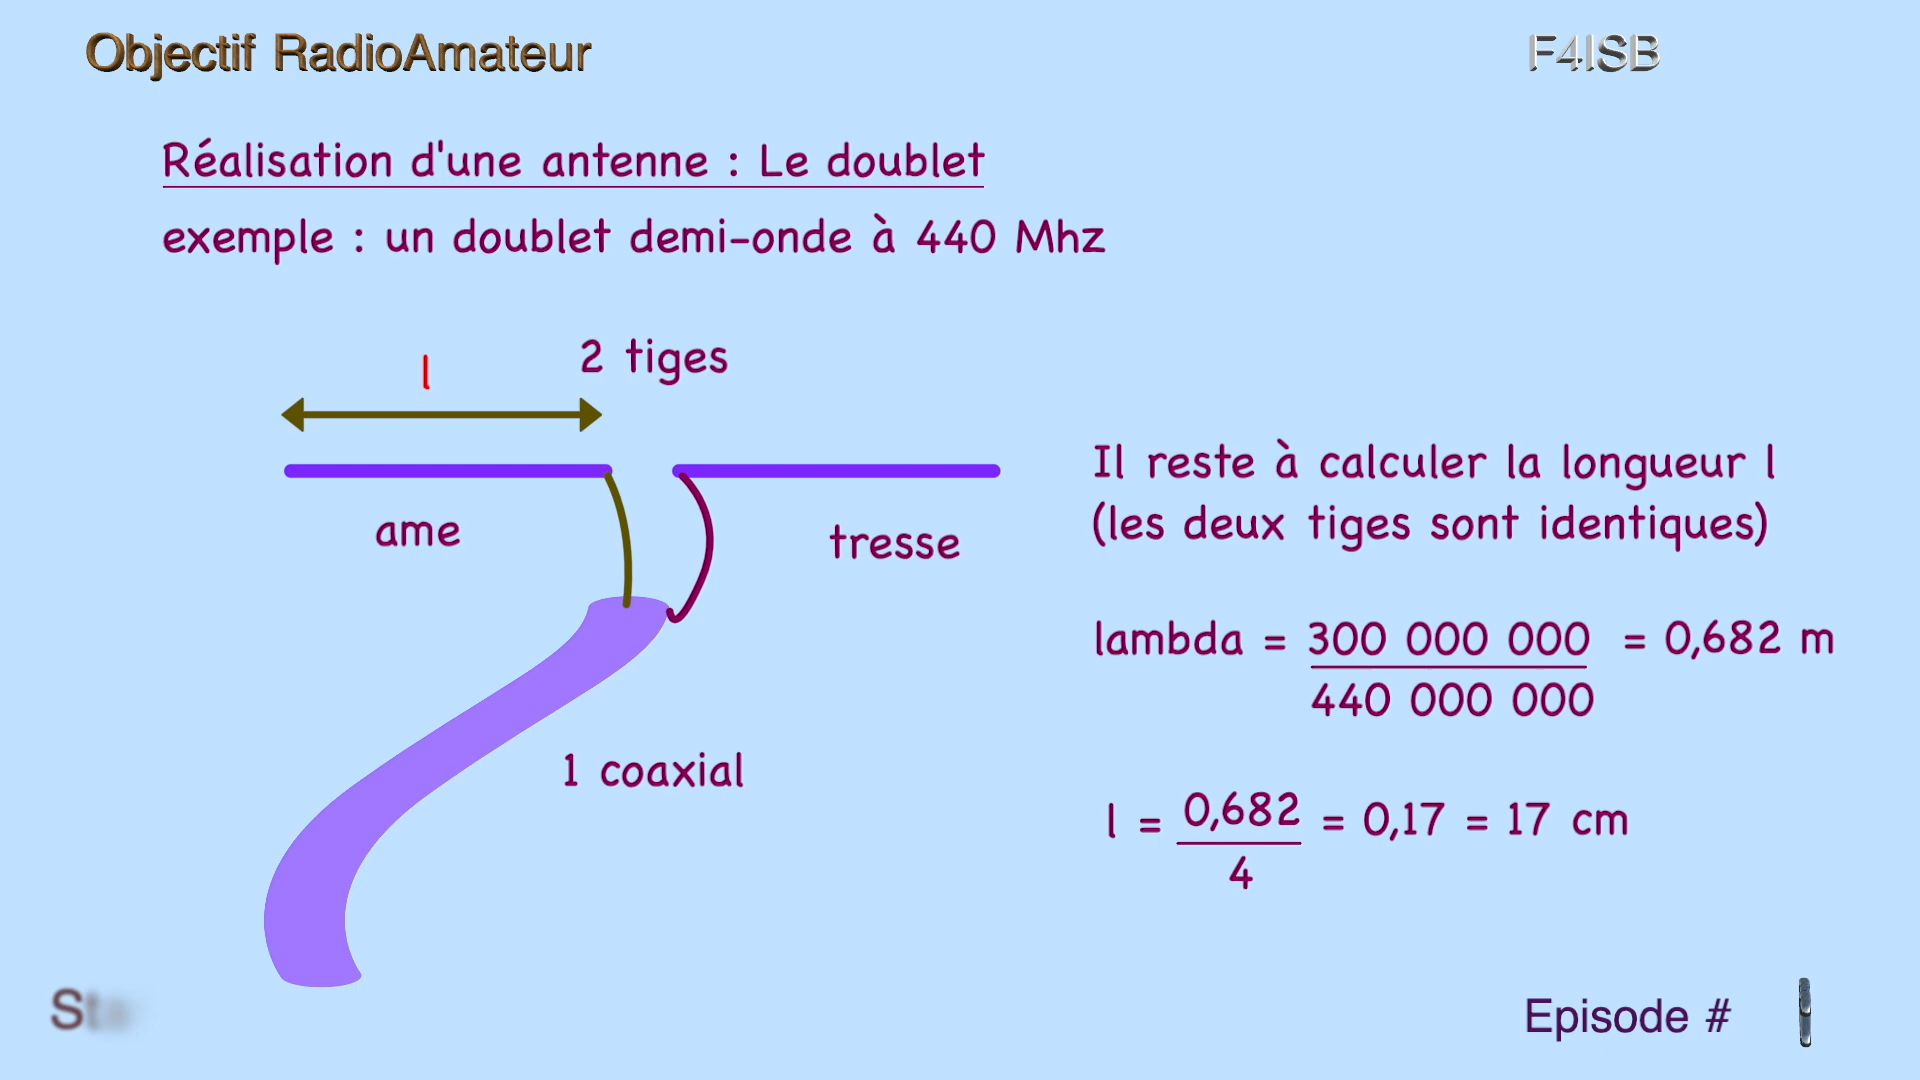 Objectif RadioAmateur
F4ISB
Réalisation d'une antenne : Le doublet
exemple : un doublet demi-onde à 440 Mhz
l
2 tiges
ame
tresse
1 coaxial
Il reste à calculer la longueur l
(les deux tiges sont identiques)
lambda = 300 000 000 = 0,682 m
440 000 000
l = 0,682 = 0,17 = 17 cm
4
Episode #